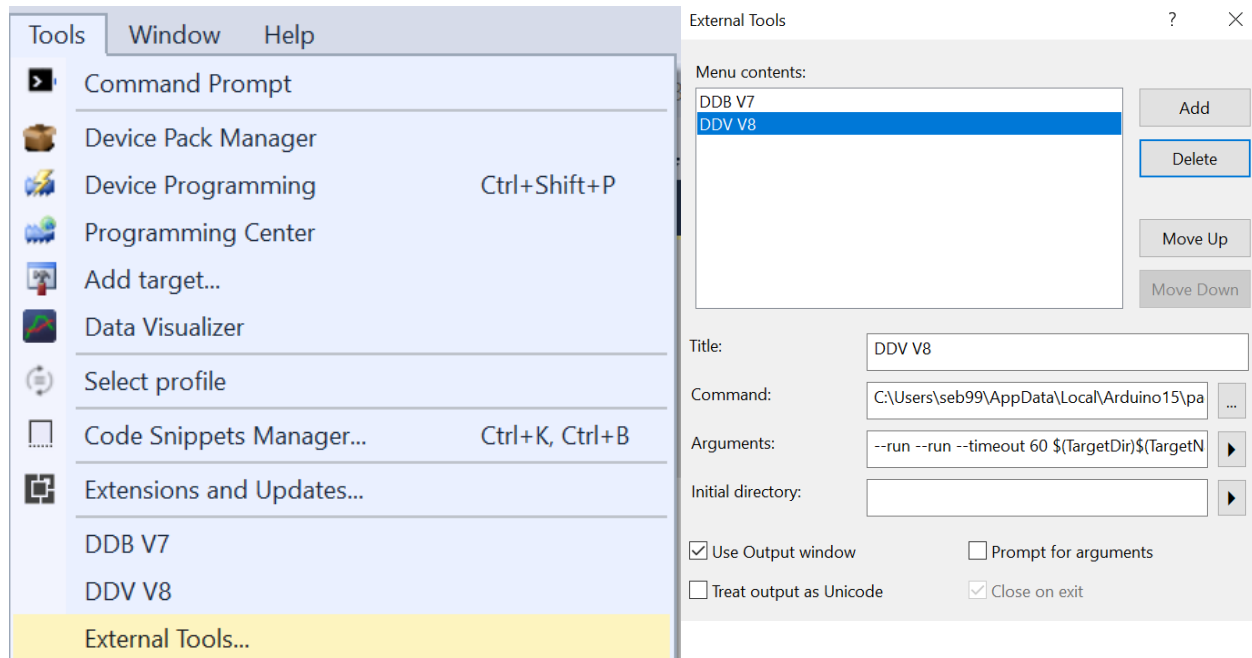 Tools Window Help
Command Prompt
Device Pack Manager
Device Programming Ctrl+Shift+P
Programming Center
Add target...
Data Visualizer
Select profile
Code Snippets Manager... Ctrl+K, Ctrl+B
Extensions and Updates...
DDB V7
DDV V8
External Tools...
External Tools ?
Menu contents:
DDB V7
DDV V8
Add
Delete
Move Up
Move Down
Title: DDV V8
Command: C:\Users\seb99\AppData\Local\Arduino15\pa ...
Arguments: --run --run --timeout 60 $(TargetDir)$(TargetN
Initial directory:
Use Output window Prompt for arguments
Treat output as Unicode Close on exit